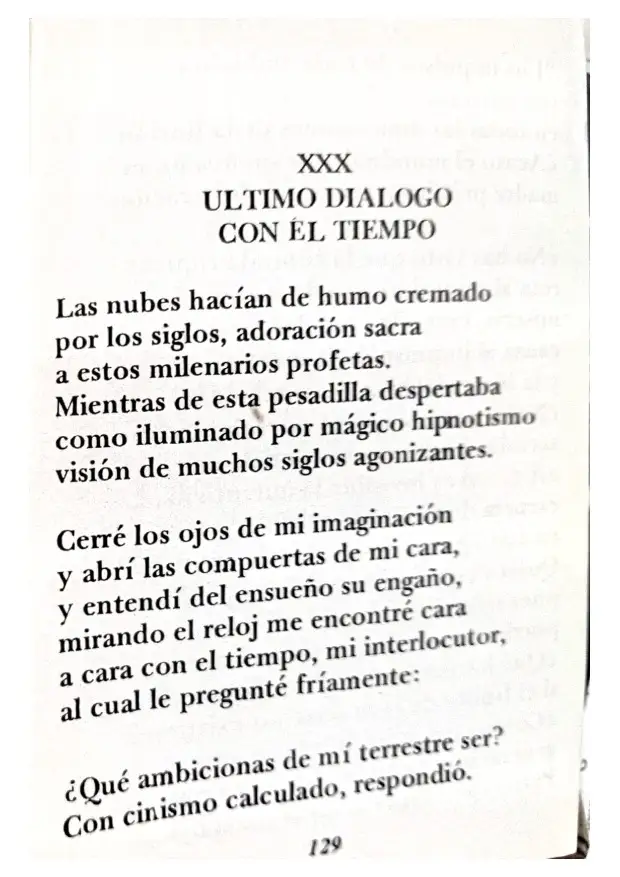 XXX
ULTIMO DIALOGO
CON ÉL TIEMPO
Las nubes hacían de humo cremado
por los siglos, adoración sacra
a estos milenarios profetas.
Mientras de esta pesadilla despertaba
como iluminado por mágico hipnotismo
visión de muchos siglos agonizantes.
Cerré los ojos de mi imaginación
y abrí las compuertas de mi cara,
y entendí del ensueño su engaño,
mirando el reloj me encontré cara
a cara con el tiempo, mi interlocutor,
al cual le pregunté fríamente:
¿Qué ambicionas de mí terrestre ser?
Con cinismo calculado, respondió.
129